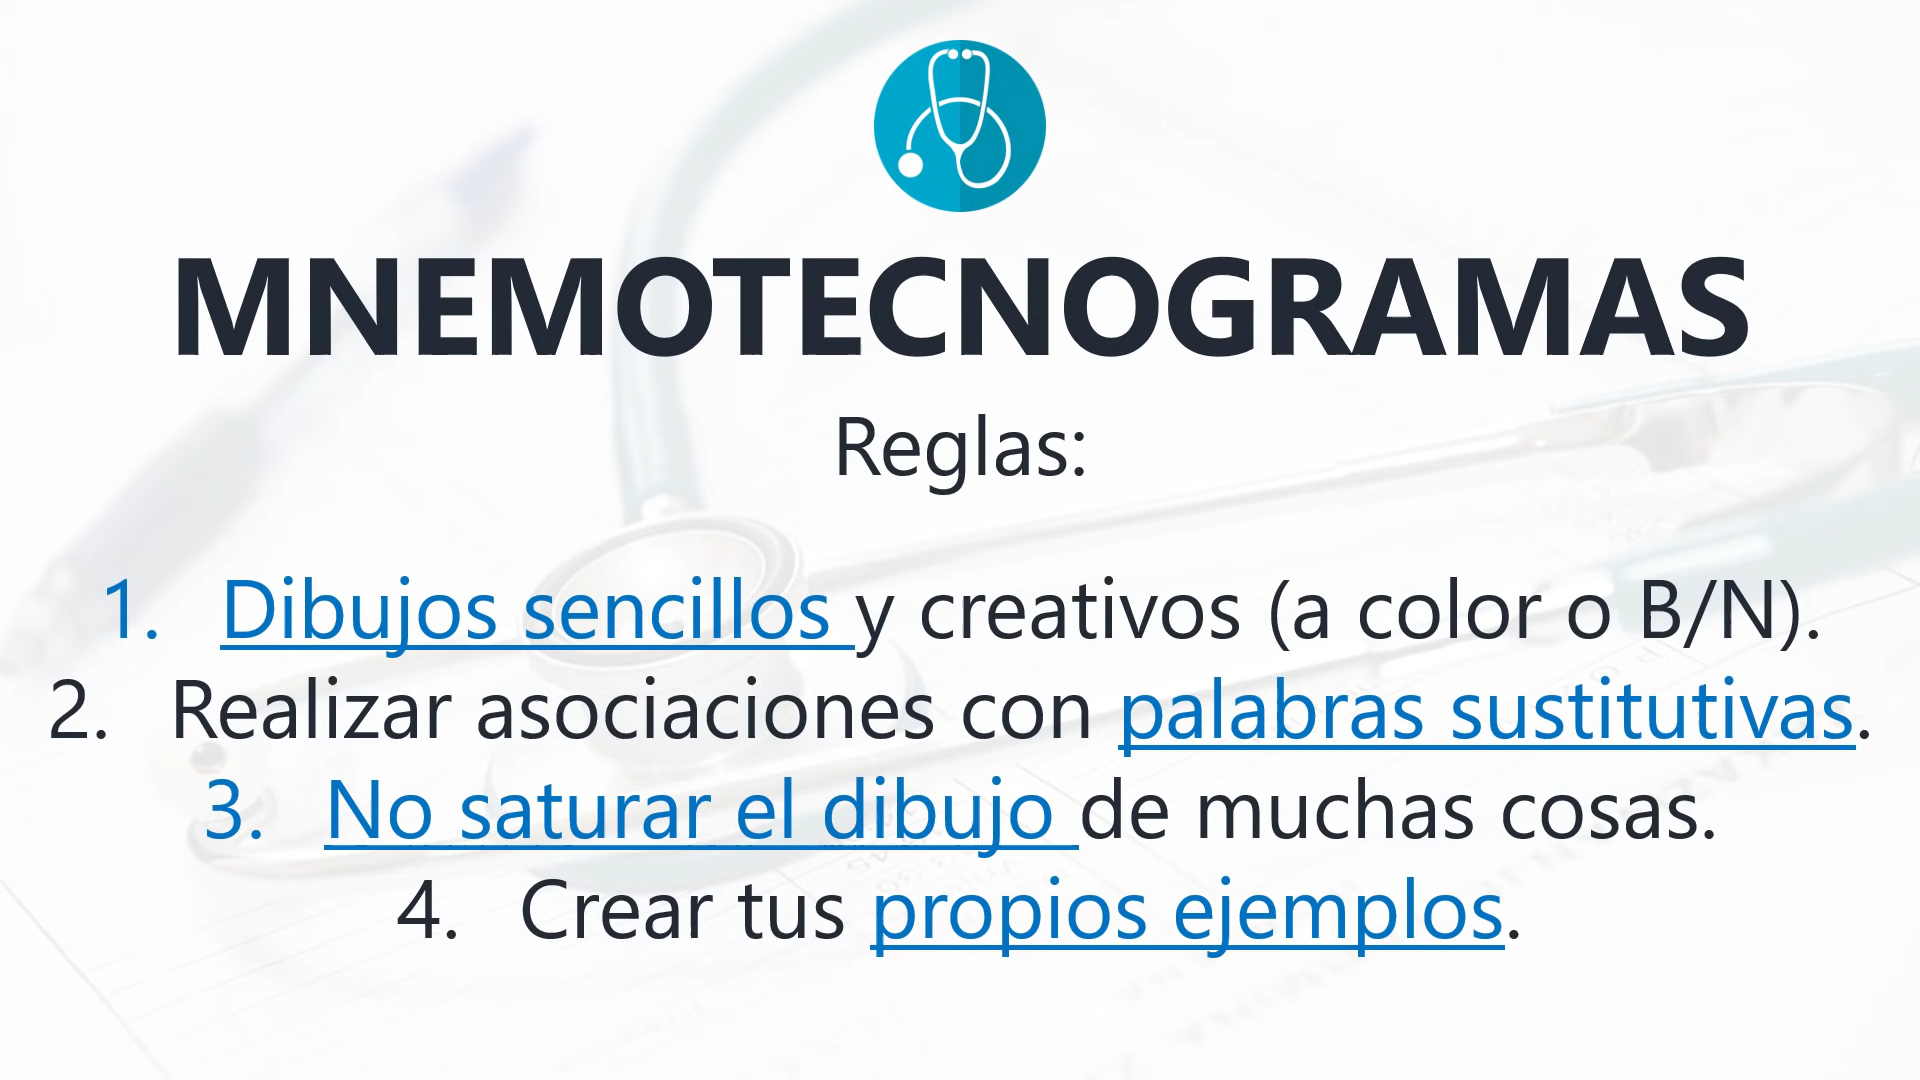 MNEMOTECNOGRAMAS
Reglas:
1. Dibujos sencillos y creativos (a color o B/N).
2. Realizar asociaciones con palabras sustitutivas.
3. No saturar el dibujo de muchas cosas.
4. Crear tus propios ejemplos.